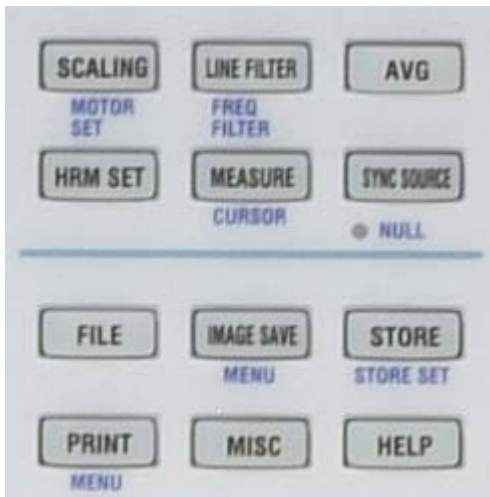 SCALING LINE FILTER AVG
MOTOR SET FREQ FILTER
HRM SET MEASURE SYNC SOURCE
CURSOR NULL
FILE IMAGE SAVE STORE
MENU STORE SET
PRINT MISC HELP
MENU